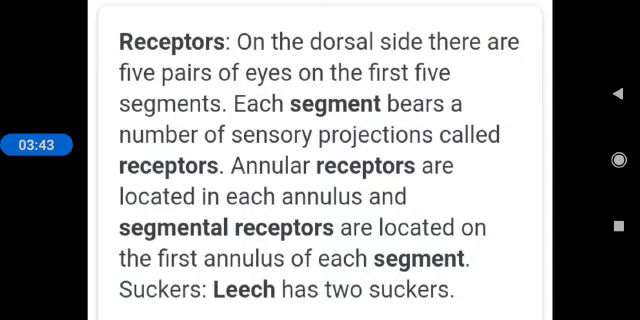 Receptors: On the dorsal side there are
five pairs of eyes on the first five
segments. Each segment bears a
number of sensory projections called
receptors. Annular receptors are
located in each annulus and
segmental receptors are located on
the first annulus of each segment.
Suckers: Leech has two suckers.
03:43